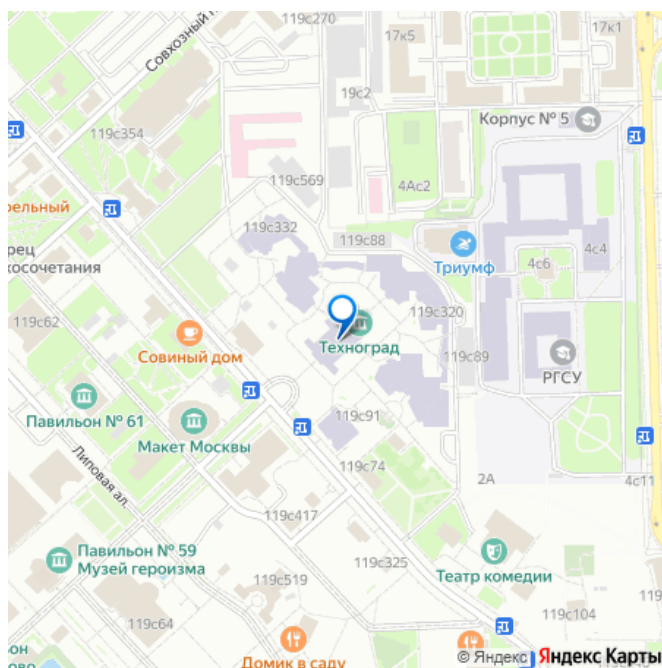 119с270
17к5
17к1
Совхозный
19с2
Корпус № 5
119с354
119с569
4Ас2
рельный
119с332
119с88
4с4
рец
косочетания
Триумф
4с6
119с320
119с62
Техноград
Совиный дом
119с89
РГСУ
Павильон № 61
119с91
Макет Москвы
119с74
Липовая ал.
2А
4с11
119с417
Павильон № 59
Музей героизма
119с325
Театр комедии
119с519
119с104
119с64
льон
ово
Домик в саду
© Яндекс Яндекс Карты